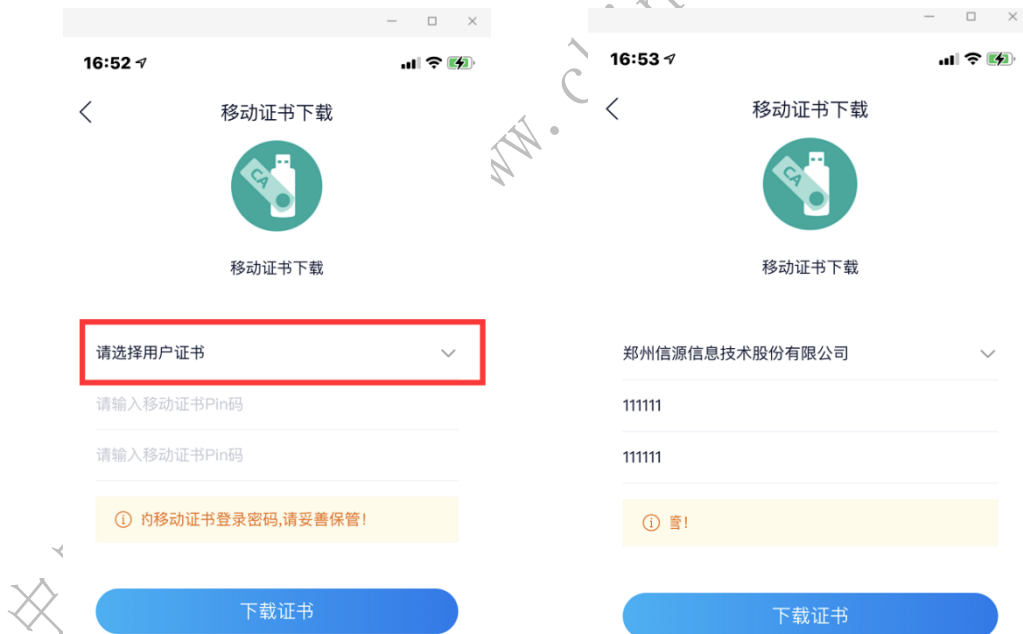 16:52
移动证书下载
CA
移动证书下载
请选择用户证书
请输入移动证书Pin码
请输入移动证书Pin码
的移动证书登录密码,请妥善保管!
下载证书
16:53
移动证书下载
CA
移动证书下载
郑州信源信息技术股份有限公司
111111
111111
管!
下载证书